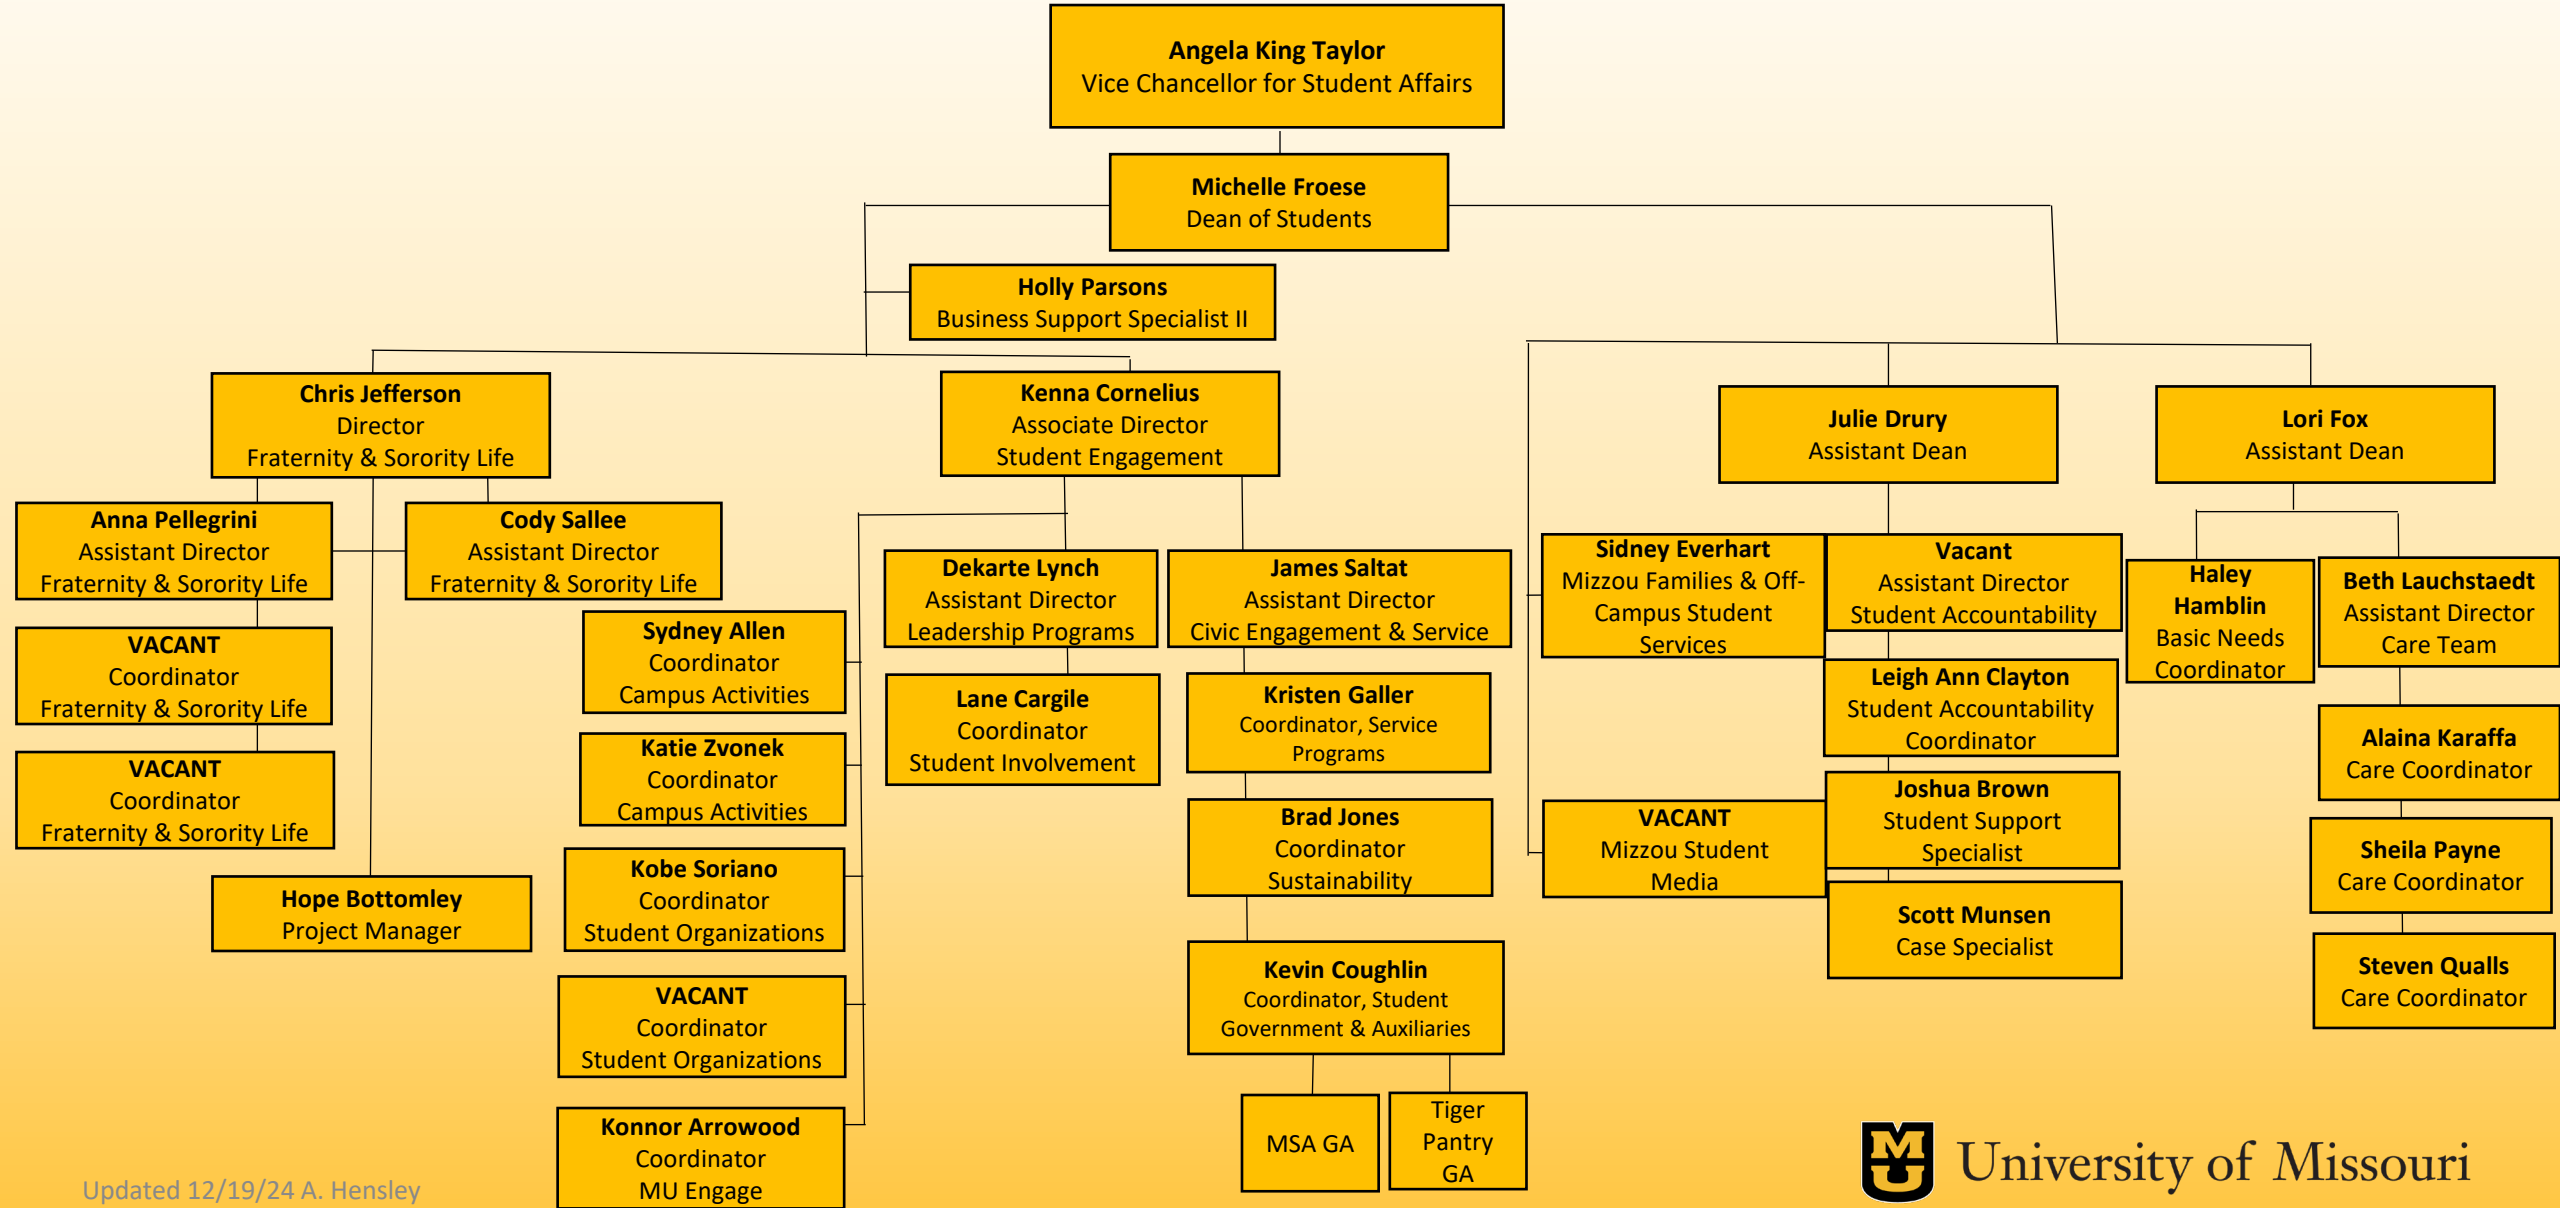 Angela King Taylor
Vice Chancellor for Student Affairs
Michelle Froese
Dean of Students
Holly Parsons
Business Support Specialist II
Chris Jefferson
Director
Fraternity & Sorority Life
Kenna Cornelius
Associate Director
Student Engagement
Julie Drury
Assistant Dean
Lori Fox
Assistant Dean
Anna Pellegrini
Assistant Director
Fraternity & Sorority Life
Cody Sallee
Assistant Director
Fraternity & Sorority Life
VACANT
Coordinator
Fraternity & Sorority Life
VACANT
Coordinator
Fraternity & Sorority Life
Hope Bottomley
Project Manager
Sydney Allen
Coordinator
Campus Activities
Katie Zvonek
Coordinator
Campus Activities
Kobe Soriano
Coordinator
Student Organizations
VACANT
Coordinator
Student Organizations
Konnor Arrowood
Coordinator
MU Engage
Dekarte Lynch
Assistant Director
Leadership Programs
Lane Cargile
Coordinator
Student Involvement
James Saltat
Assistant Director
Civic Engagement & Service
Kristen Galler
Coordinator, Service
Programs
Brad Jones
Coordinator
Sustainability
Kevin Coughlin
Coordinator, Student
Government & Auxiliaries
MSA GA
Tiger
Pantry
GA
Sidney Everhart
Mizzou Families & Off-
Campus Student
Services
VACANT
Mizzou Student
Media
Vacant
Assistant Director
Student Accountability
Leigh Ann Clayton
Student Accountability
Coordinator
Joshua Brown
Student Support
Specialist
Scott Munsen
Case Specialist
Haley
Hamblin
Basic Needs
Coordinator
Beth Lauchstaedt
Assistant Director
Care Team
Alaina Karaffa
Care Coordinator
Sheila Payne
Care Coordinator
Steven Qualls
Care Coordinator
Updated 12/19/24 A. Hensley
MU
University of Missouri